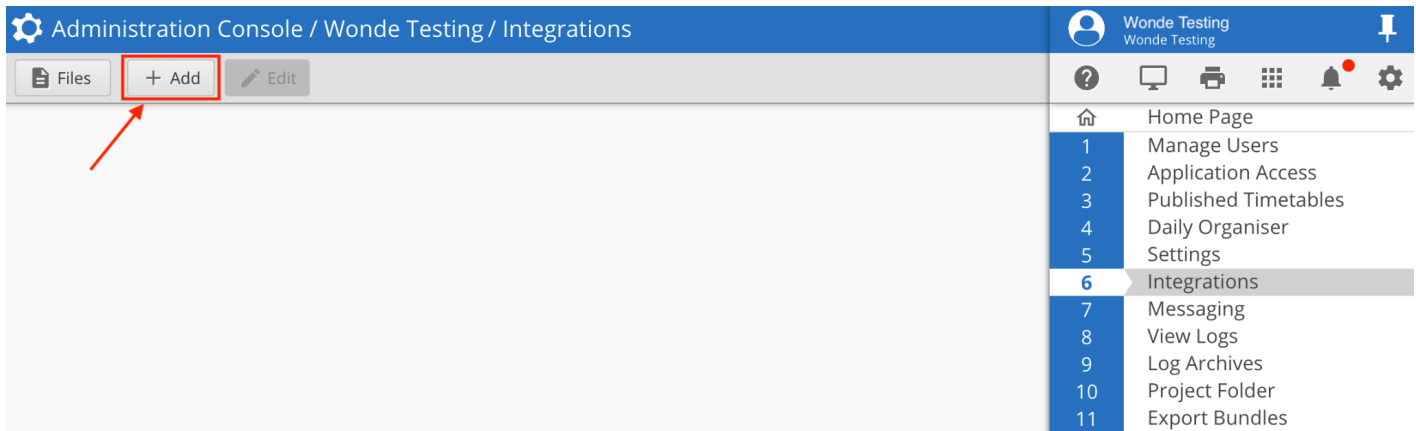 Administration Console / Wonde Testing / Integrations
Wonde Testing
Wonde Testing
Files
+ Add
Edit
?
Home Page
1 Manage Users
2 Application Access
3 Published Timetables
4 Daily Organiser
5 Settings
6 Integrations
7 Messaging
8 View Logs
9 Log Archives
10 Project Folder
11 Export Bundles